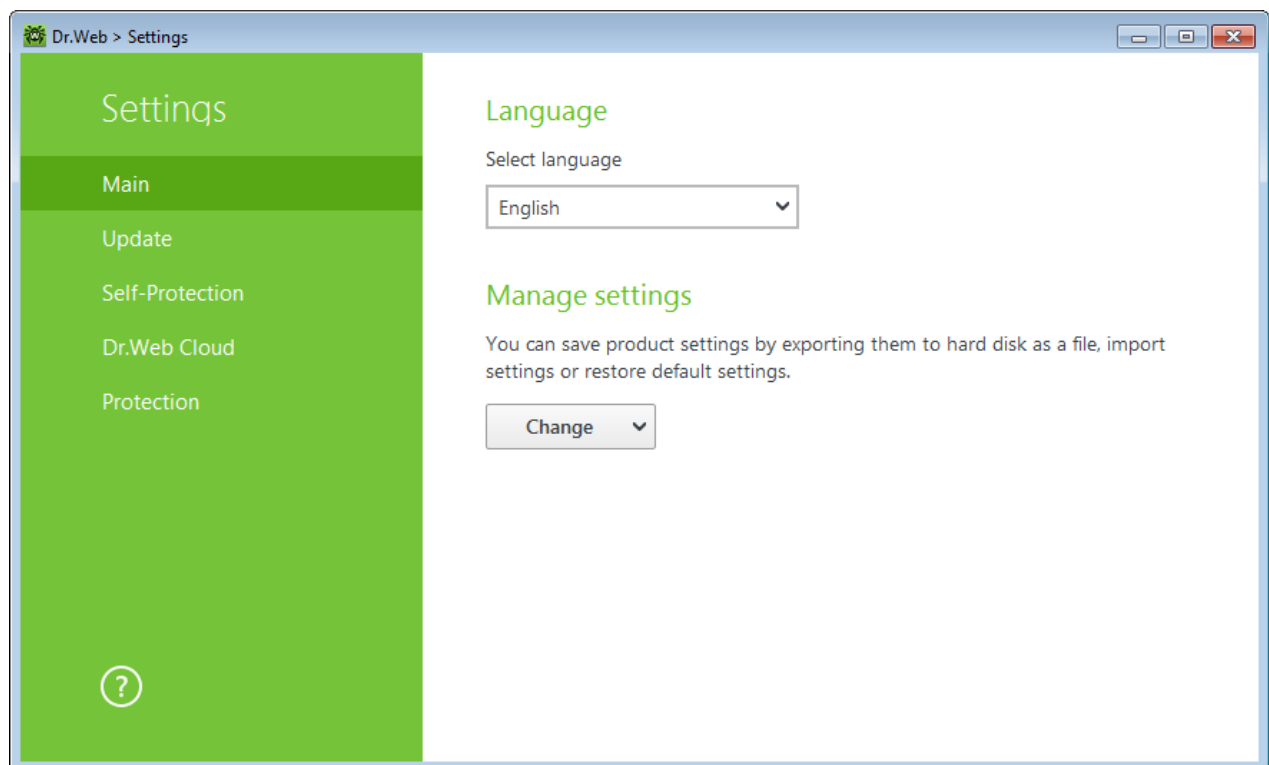 Dr.Web > Settings
Settings
Main
Update
Self-Protection
Dr.Web Cloud
Protection
?
Language
Select language
English
Manage settings
You can save product settings by exporting them to hard disk as a file, import
settings or restore default settings.
Change